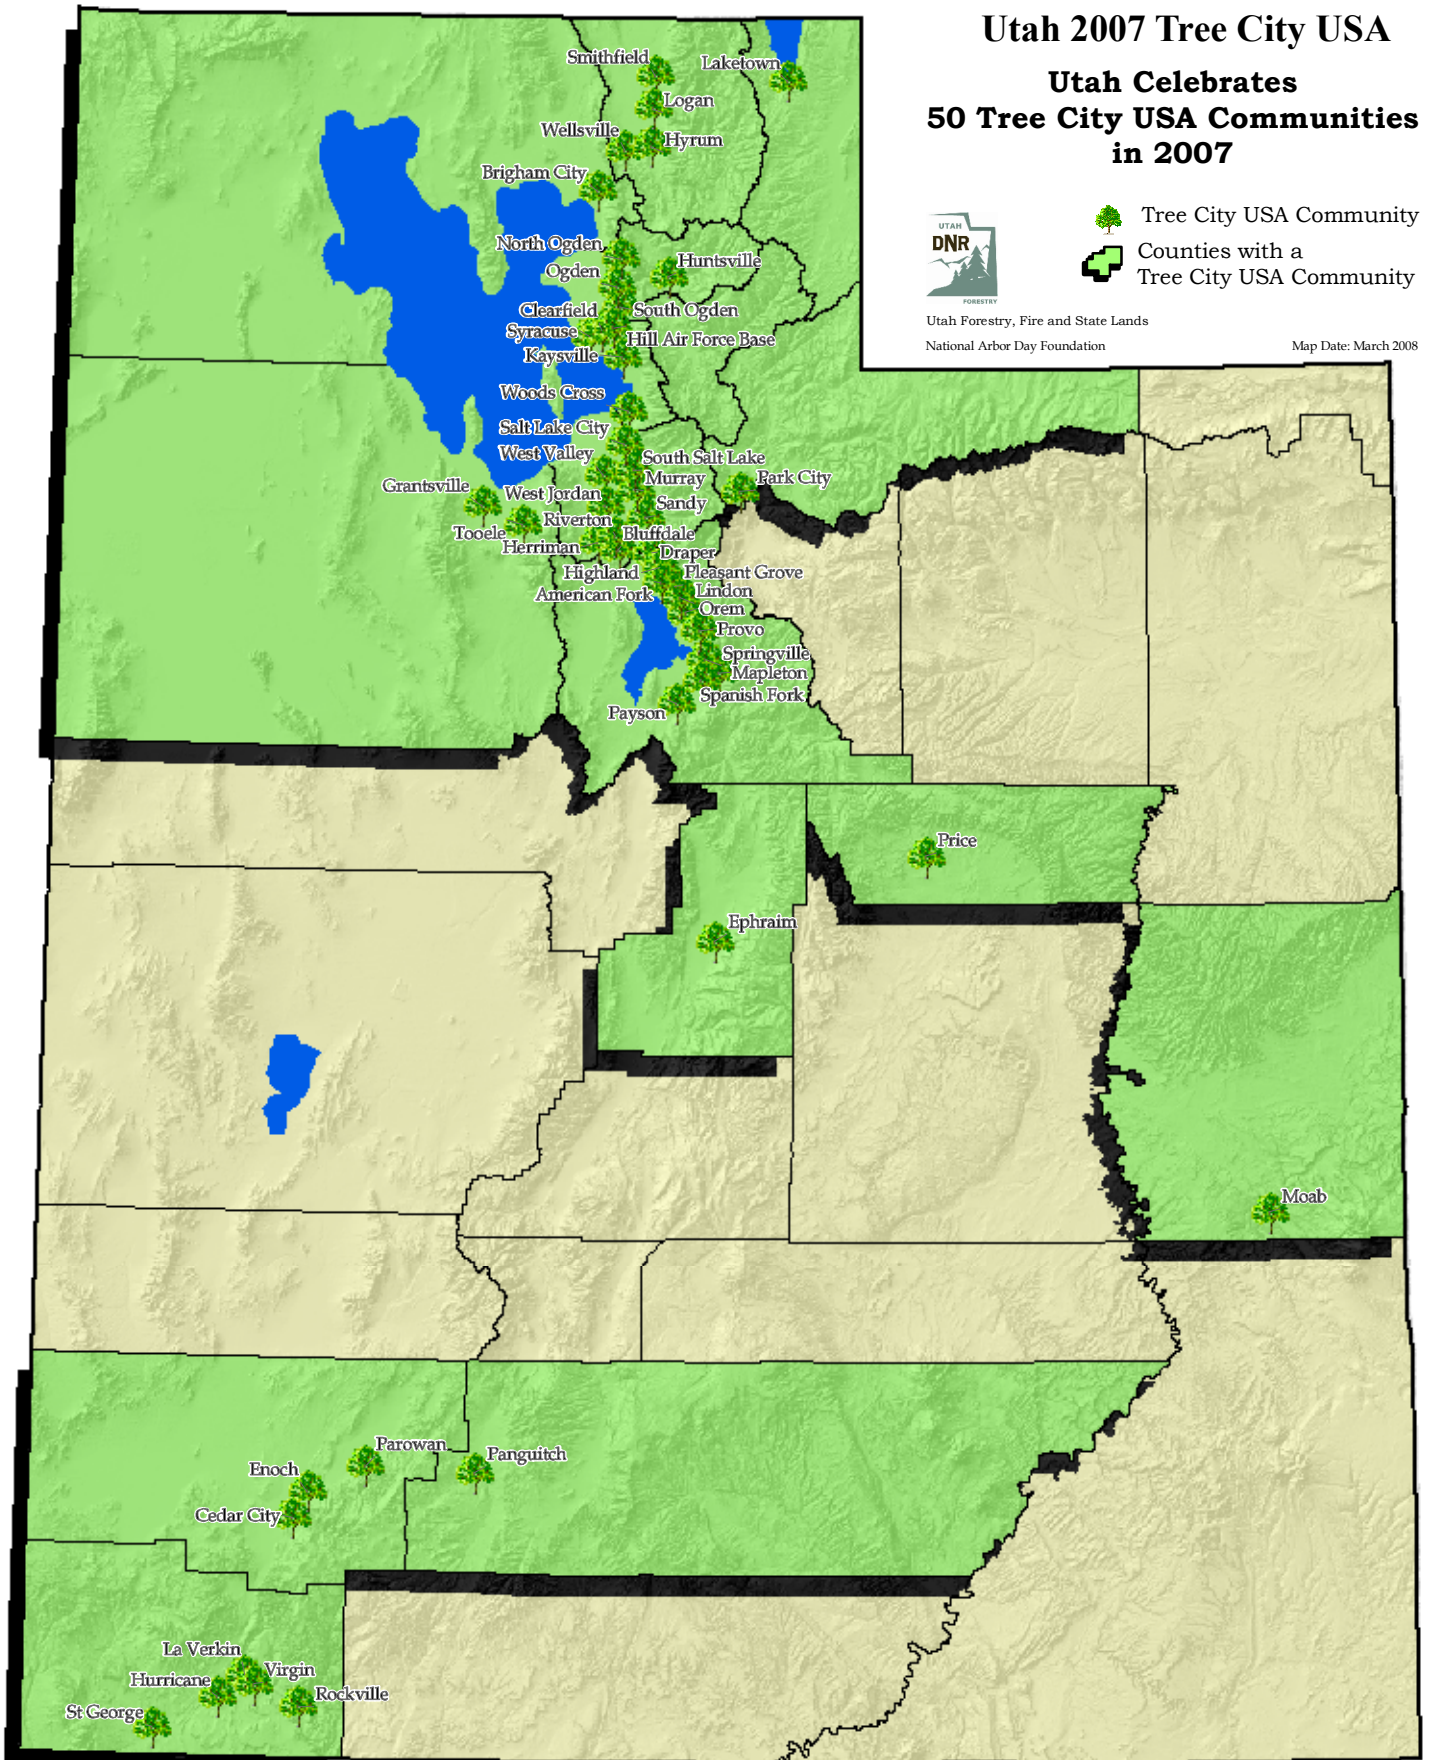 Utah 2007 Tree City USA
Utah Celebrates
50 Tree City USA Communities
in 2007
UTAH
DNR
FORESTRY
Tree City USA Community
Counties with a
Tree City USA Community
Utah Forestry, Fire and State Lands
National Arbor Day Foundation
Map Date: March 2008
Smithfield
Laketown
Logan
Wellsville
Hyrum
Brigham City
North Ogden
Huntsville
Ogden
Clearfield
South Ogden
Syracuse
Hill Air Force Base
Kaysville
Woods Cross
Salt Lake City
West Valley
South Salt Lake
Murray
Park City
Grantsville
West Jordan
Sandy
Riverton
Tooele
Bluffdale
Herriman
Draper
Highland
Pleasant Grove
American Fork
Lindon
Orem
Provo
Springville
Mapleton
Spanish Fork
Payson
Price
Ephraim
Moab
Parowan
Panguitch
Enoch
Cedar City
La Verkin
Virgin
Hurricane
Rockville
St George